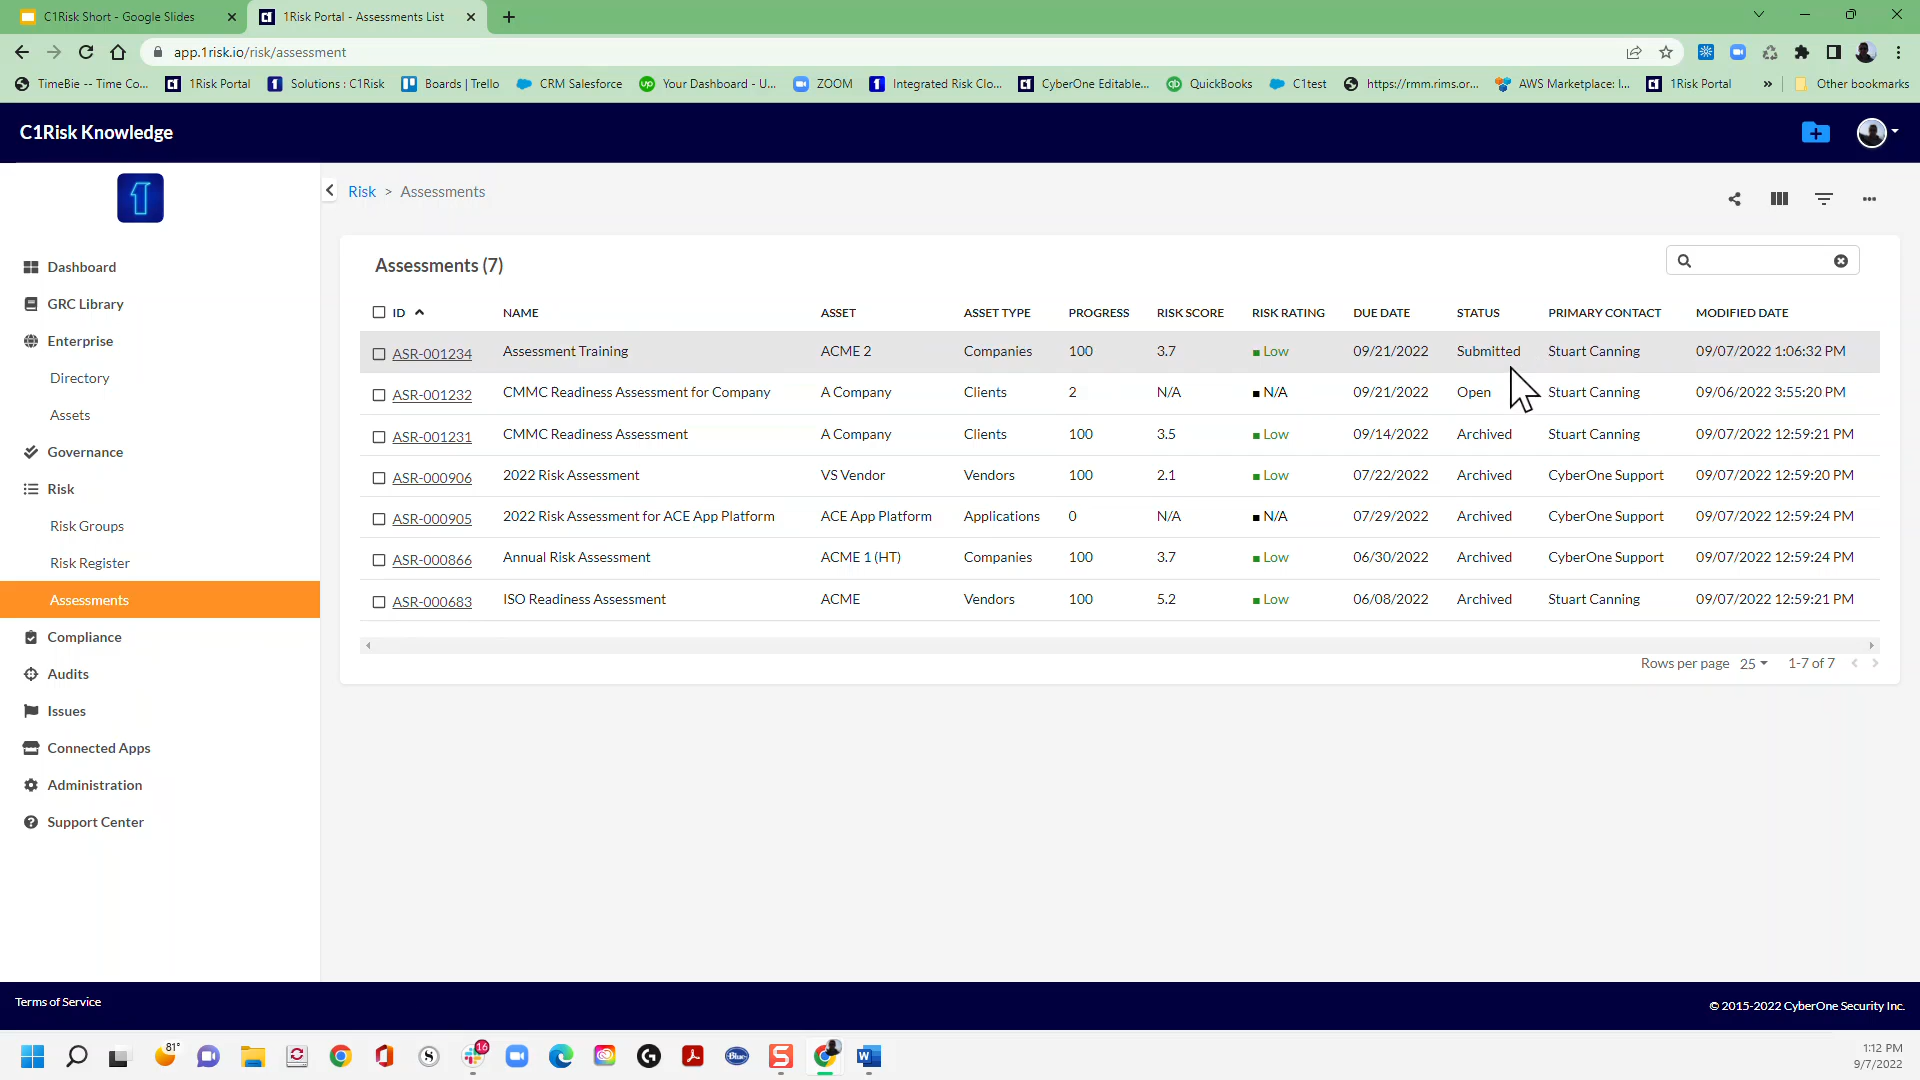 C1Risk Short - Google Slides
1Risk Portal - Assessments List
app.1risk.io/risk/assessment
TimeBie -- Time Co... 1Risk Portal Solutions : C1Risk Boards | Trello CRM Salesforce Your Dashboard - U... ZOOM Integrated Risk Clo... CyberOne Editable... QuickBooks C1test https://rmm.rims.or... AWS Marketplace: I... 1Risk Portal » Other bookmarks
C1Risk Knowledge
Risk > Assessments
Dashboard
GRC Library
Enterprise
Directory
Assets
Governance
Risk
Risk Groups
Risk Register
Assessments
Compliance
Audits
Issues
Connected Apps
Administration
Support Center
Assessments (7)
ID NAME ASSET ASSET TYPE PROGRESS RISK SCORE RISK RATING DUE DATE STATUS PRIMARY CONTACT MODIFIED DATE
ASR-001234 Assessment Training ACME 2 Companies 100 3.7 Low 09/21/2022 Submitted Stuart Canning 09/07/2022 1:06:32 PM
ASR-001232 CMMC Readiness Assessment for Company A Company Clients 2 N/A N/A 09/21/2022 Open Stuart Canning 09/06/2022 3:55:20 PM
ASR-001231 CMMC Readiness Assessment A Company Clients 100 3.5 Low 09/14/2022 Archived Stuart Canning 09/07/2022 12:59:21 PM
ASR-000906 2022 Risk Assessment VS Vendor Vendors 100 2.1 Low 07/22/2022 Archived CyberOne Support 09/07/2022 12:59:20 PM
ASR-000905 2022 Risk Assessment for ACE App Platform ACE App Platform Applications 0 N/A N/A 07/29/2022 Archived CyberOne Support 09/07/2022 12:59:24 PM
ASR-000866 Annual Risk Assessment ACME 1 (HT) Companies 100 3.7 Low 06/30/2022 Archived CyberOne Support 09/07/2022 12:59:24 PM
ASR-000683 ISO Readiness Assessment ACME Vendors 100 5.2 Low 06/08/2022 Archived Stuart Canning 09/07/2022 12:59:21 PM
Rows per page 25 1-7 of 7
Terms of Service
© 2015-2022 CyberOne Security Inc.
81°
16
1:12 PM
9/7/2022